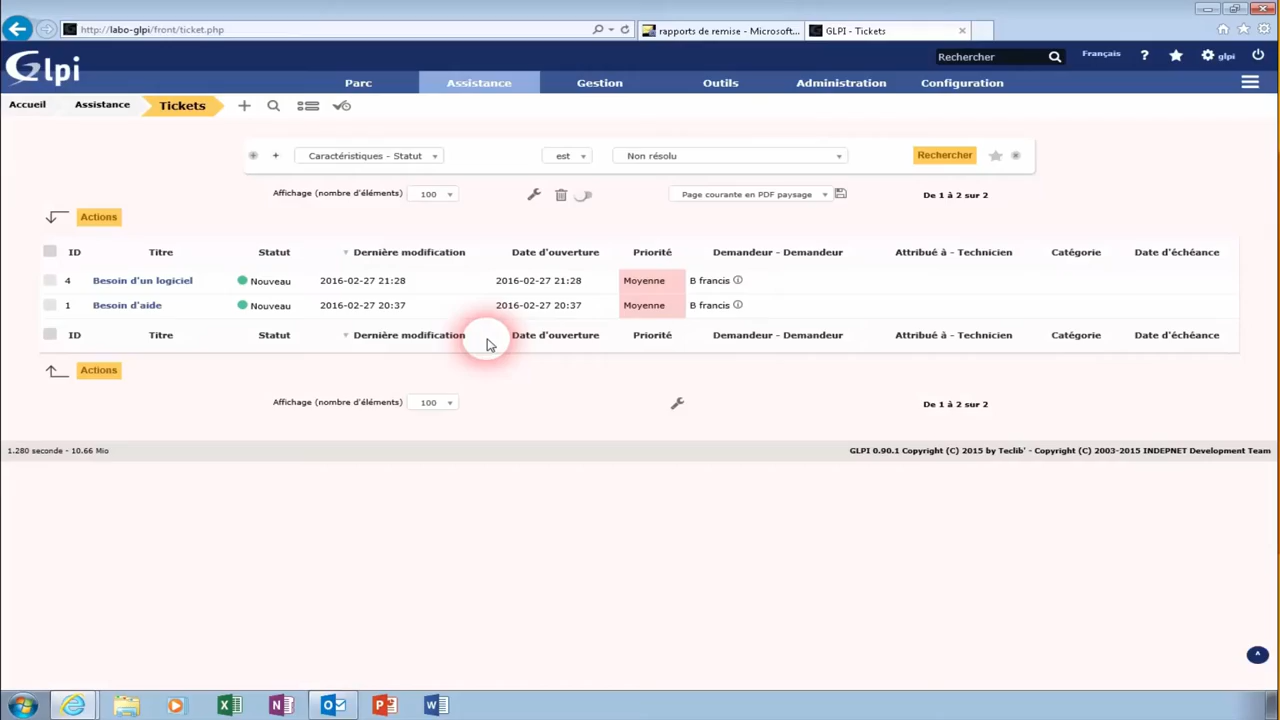 http://labo-glpi/front/ticket.php
rapports de remise - Microsoft...
GLPI - Tickets
Glpi
Rechercher
Français
? glpi
Parc Assistance Gestion Outils Administration Configuration
Accueil Assistance Tickets
Caractéristiques - Statut est Non résolu Rechercher
Affichage (nombre d'éléments) 100 Page courante en PDF paysage De 1 à 2 sur 2
Actions
ID Titre Statut Dernière modification Date d'ouverture Priorité Demandeur - Demandeur Attribué à - Technicien Catégorie Date d'échéance
4 Besoin d'un logiciel Nouveau 2016-02-27 21:28 2016-02-27 21:28 Moyenne B francis
1 Besoin d'aide Nouveau 2016-02-27 20:37 2016-02-27 20:37 Moyenne B francis
ID Titre Statut Dernière modification Date d'ouverture Priorité Demandeur - Demandeur Attribué à - Technicien Catégorie Date d'échéance
Actions
Affichage (nombre d'éléments) 100 De 1 à 2 sur 2
1.280 seconde - 10.66 Mio GLPI 0.90.1 Copyright (C) 2015 by Teclib' - Copyright (C) 2003-2015 INDEPNET Development Team